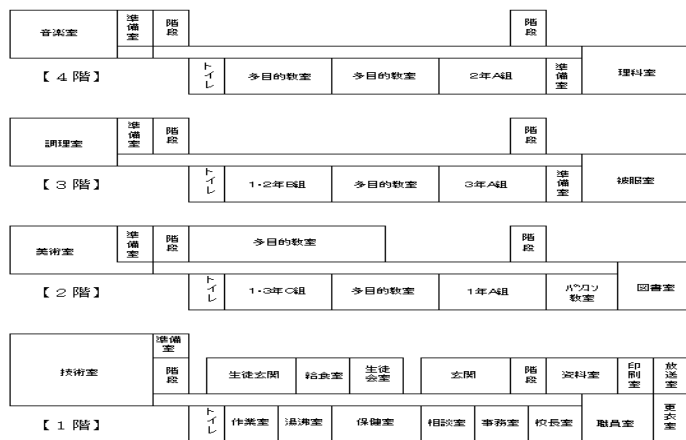 音楽室 準備室 階段 階段
【４階】 トイレ 多目的教室 多目的教室 ２年A組 準備室 理科室
調理室 準備室 階段 階段
【３階】 トイレ １・２年B組 多目的教室 ３年A組 準備室 被服室
美術室 準備室 階段 多目的教室 階段
【２階】 トイレ １・３年C組 多目的教室 １年A組 パソコン教室 図書室
技術室 準備室 階段 生徒玄関 給食室 生徒会室 玄関 階段 資料室 印刷室 放送室
【１階】 トイレ 作業室 湯沸室 保健室 相談室 事務室 校長室 職員室 更衣室